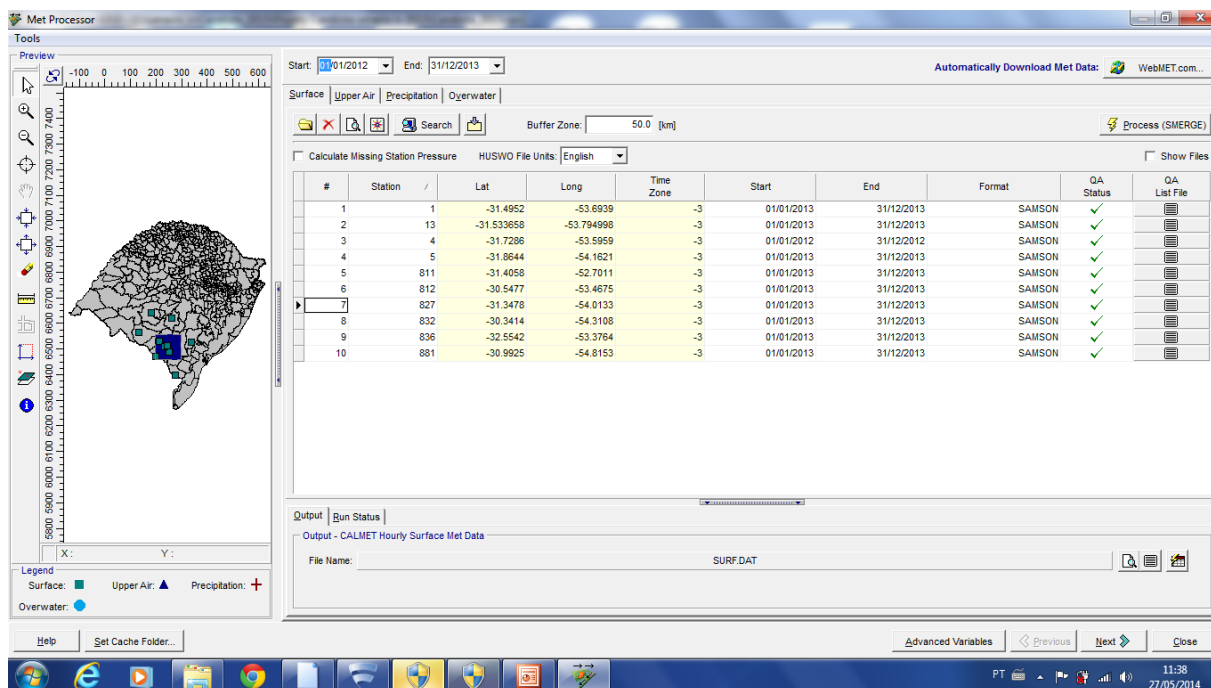 Met Processor
Tools
Preview
-100 0 100 200 300 400 500 600
7400
7300
7200
7100
7000
6900
6800
6700
6600
6500
6400
6300
6200
6100
6000
5900
5800
X: Y:
Legend
Surface: Upper Air: Precipitation:
Overwater:
Start: 01/01/2012 End: 31/12/2013 Automatically Download Met Data: WebMET.com...
Surface Upper Air Precipitation Overwater
Search Buffer Zone: 50.0 [km] Process (SMERGE)
Calculate Missing Station Pressure HUSWO File Units: English Show Files
# Station / Lat Long Time Zone Start End Format QA Status QA List File
1 1 -31.4952 -53.6939 -3 01/01/2013 31/12/2013 SAMSON
2 13 -31.533658 -53.794998 -3 01/01/2013 31/12/2013 SAMSON
3 4 -31.7286 -53.5959 -3 01/01/2012 31/12/2012 SAMSON
4 5 -31.8644 -54.1621 -3 01/01/2013 31/12/2013 SAMSON
5 811 -31.4058 -52.7011 -3 01/01/2013 31/12/2013 SAMSON
6 812 -30.5477 -53.4675 -3 01/01/2013 31/12/2013 SAMSON
7 827 -31.3478 -54.0133 -3 01/01/2013 31/12/2013 SAMSON
8 832 -30.3414 -54.3108 -3 01/01/2013 31/12/2013 SAMSON
9 836 -32.5542 -53.3764 -3 01/01/2013 31/12/2013 SAMSON
10 881 -30.9925 -54.8153 -3 01/01/2013 31/12/2013 SAMSON
Output Run Status
Output - CALMET Hourly Surface Met Data
File Name: SURF.DAT
Help Set Cache Folder... Advanced Variables Previous Next Close
PT 11:38
27/05/2014